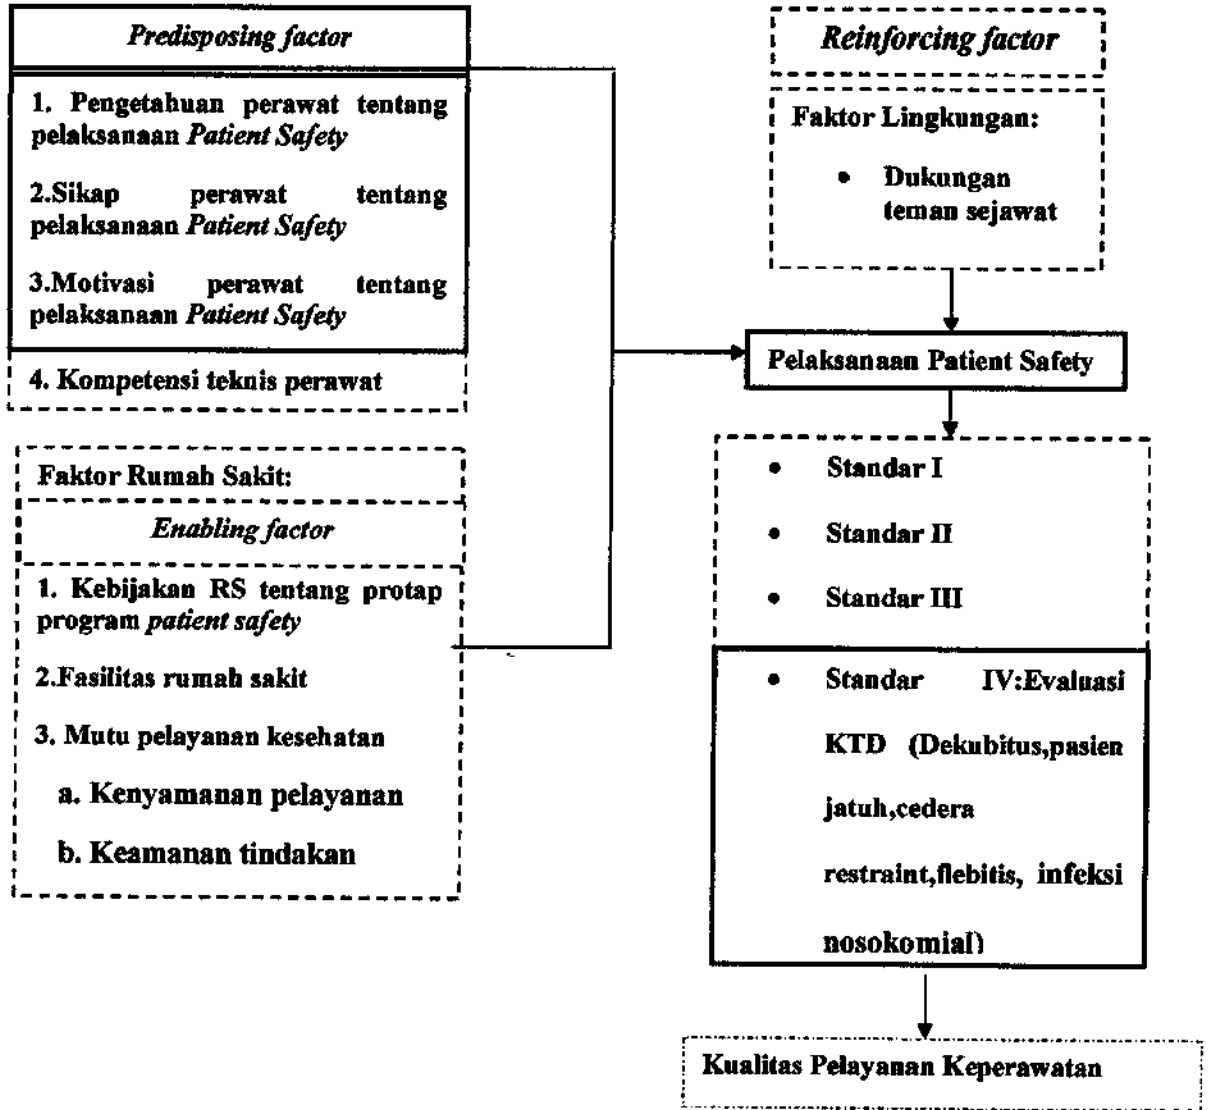 Predisposing factor
1. Pengetahuan perawat tentang
pelaksanaan Patient Safety
2.Sikap perawat tentang
pelaksanaan Patient Safety
3.Motivasi perawat tentang
pelaksanaan Patient Safety
4. Kompetensi teknis perawat
Faktor Rumah Sakit:
Enabling factor
1. Kebijakan RS tentang protap
program patient safety
2.Fasilitas rumah sakit
3. Mutu pelayanan kesehatan
a. Kenyamanan pelayanan
b. Keamanan tindakan
Reinforcing factor
Faktor Lingkungan:
• Dukungan
teman sejawat
Pelaksanaan Patient Safety
• Standar I
• Standar II
• Standar III
• Standar IV:Evaluasi
KTD (Dekubitus,pasien
jatuh,cedera
restraint,flebitis, infeksi
nosokomial)
Kualitas Pelayanan Keperawatan